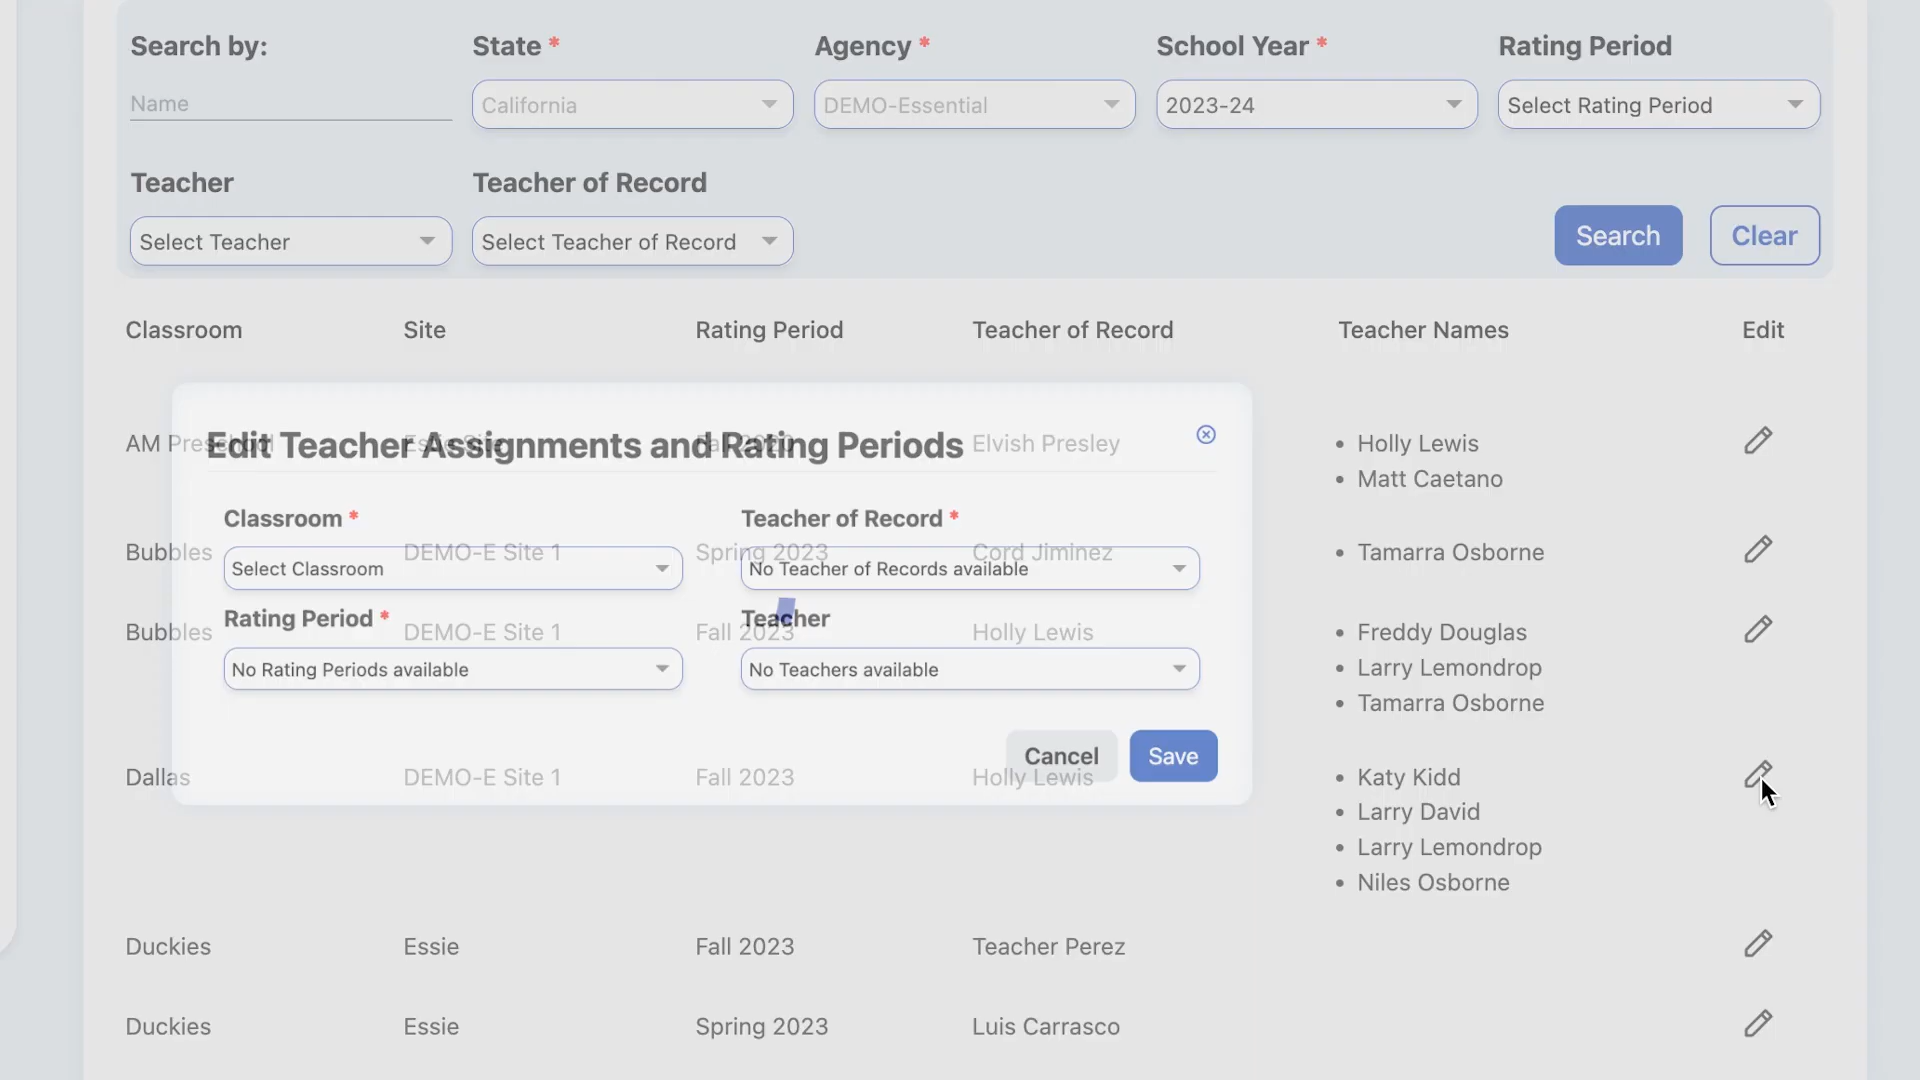 Search by:
State *
Agency *
School Year *
Rating Period
Name
California
DEMO-Essential
2023-24
Select Rating Period
Teacher
Teacher of Record
Select Teacher
Select Teacher of Record
Search
Clear
Classroom
Site
Rating Period
Teacher of Record
Teacher Names
Edit
AM Preschool
Essie Site
Fall 2020
Elvish Presley
• Holly Lewis
• Matt Caetano
Edit Teacher Assignments and Rating Periods
Classroom *
Teacher of Record *
Bubbles
DEMO-E Site 1
Spring 2023
Cord Jiminez
• Tamarra Osborne
Select Classroom
No Teacher of Records available
Rating Period *
Teacher
Bubbles
DEMO-E Site 1
Fall 2023
Holly Lewis
• Freddy Douglas
• Larry Lemondrop
• Tamarra Osborne
No Rating Periods available
No Teachers available
Cancel
Save
Dallas
DEMO-E Site 1
Fall 2023
Holly Lewis
• Katy Kidd
• Larry David
• Larry Lemondrop
• Niles Osborne
Duckies
Essie
Fall 2023
Teacher Perez
Duckies
Essie
Spring 2023
Luis Carrasco